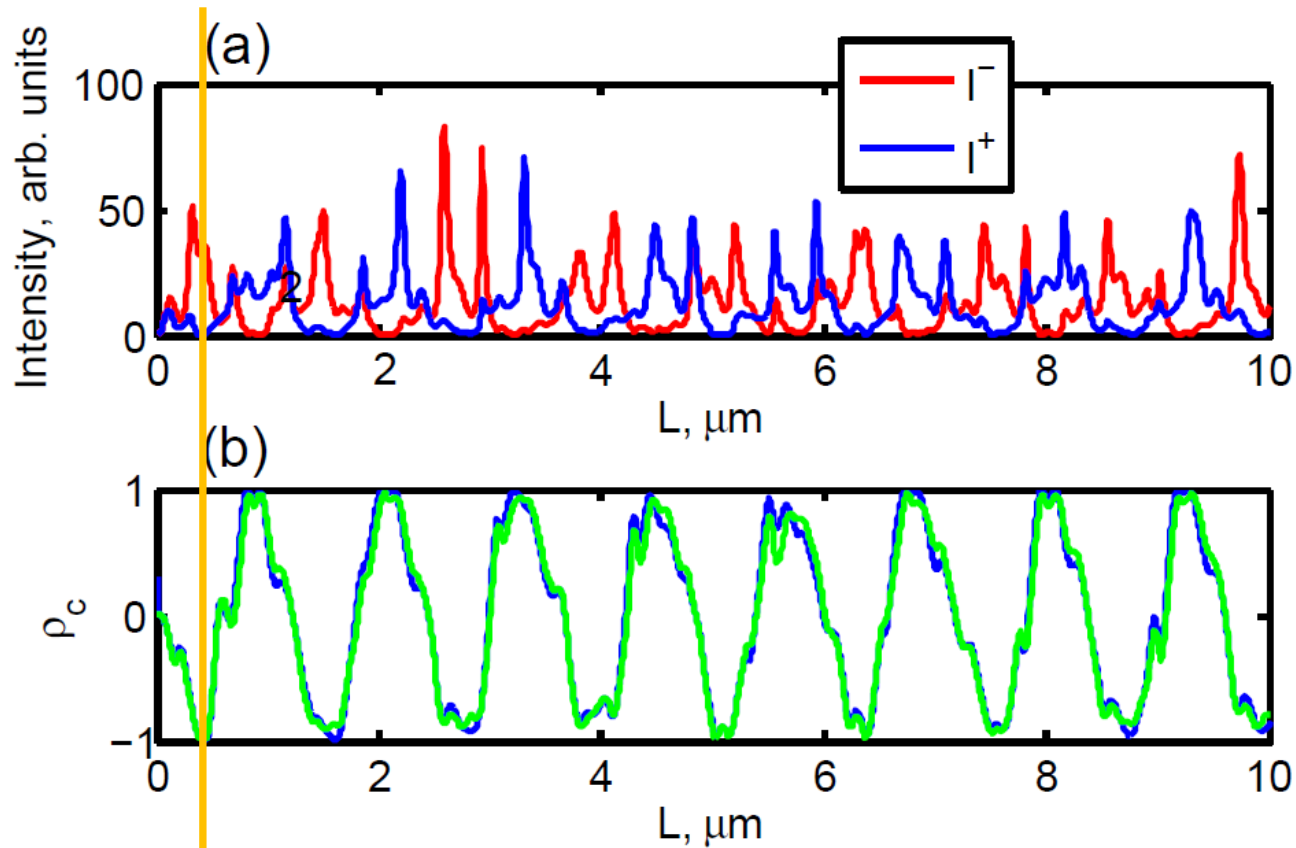 (a)
Intensity, arb. units
100
50
0
I⁻
I⁺
2
0 2 4 6 8 10
L, μm
(b)
ρc
1
0
−1
0 2 4 6 8 10
L, μm